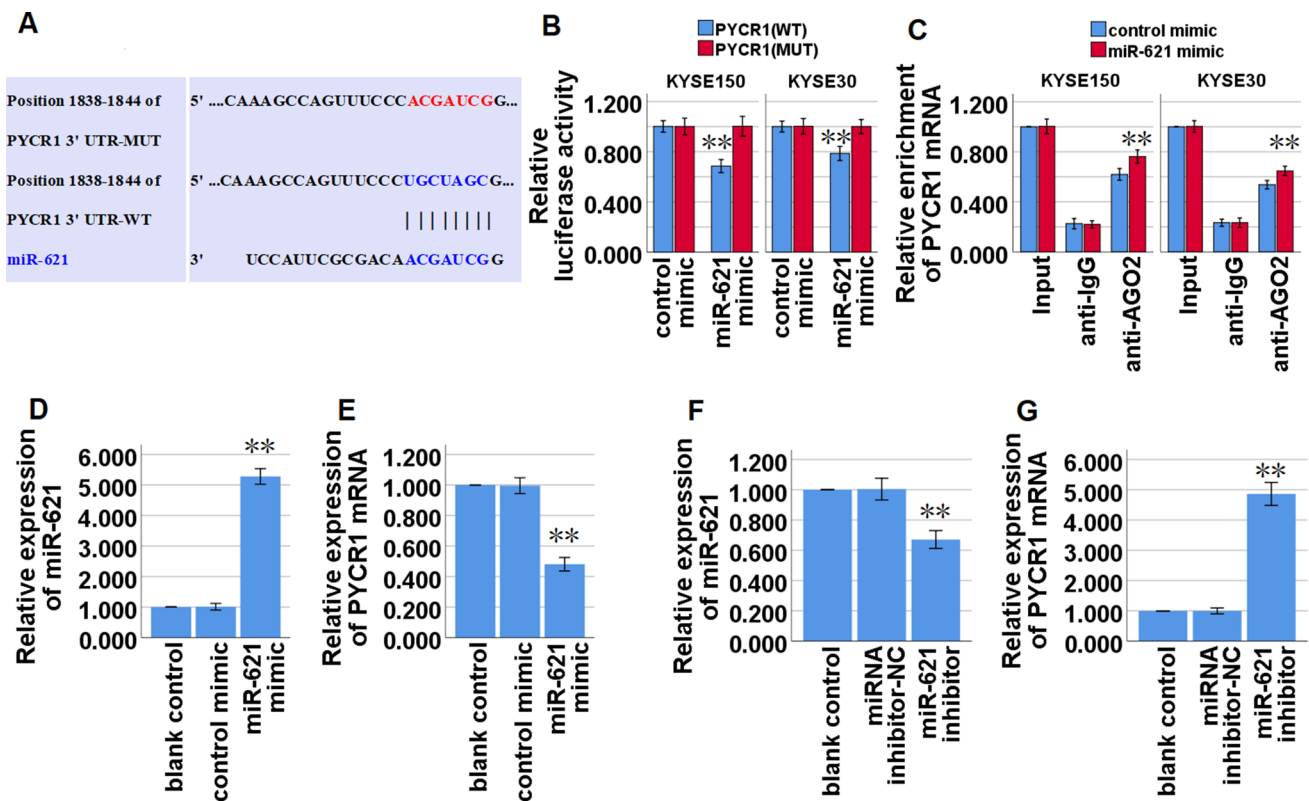 A
Position 1838-1844 of 5' ....CAAAGCCAGUUUCCCACGAUCGG...
PYCR1 3' UTR-MUT
Position 1838-1844 of 5' ...CAAAGCCAGUUUCCCUGCUAGCG...
PYCR1 3' UTR-WT
| | | | | | | |
miR-621 3' UCCAUUCGCGACAACGAUCGG
B
PYCR1(WT)
PYCR1(MUT)
KYSE150 KYSE30
Relative
luciferase activity
1.200
0.800
0.400
0.000
** **
control
mimic
miR-621
mimic
control
mimic
miR-621
mimic
C
control mimic
miR-621 mimic
KYSE150 KYSE30
Relative enrichment
of PYCR1 mRNA
1.200
0.800
0.400
0.000
** **
Input
anti-IgG
anti-AGO2
Input
anti-IgG
anti-AGO2
D
Relative expression
of miR-621
6.000
5.000
4.000
3.000
2.000
1.000
0.000
**
blank control
control mimic
miR-621
mimic
E
Relative expression
of PYCR1 mRNA
1.200
1.000
0.800
0.600
0.400
0.200
0.000
**
blank control
control mimic
miR-621
mimic
F
Relative expression
of miR-621
1.200
1.000
0.800
0.600
0.400
0.200
0.000
**
blank control
miRNA
inhibitor-NC
miR-621
inhibitor
G
Relative expression
of PYCR1 mRNA
6.000
5.000
4.000
3.000
2.000
1.000
0.000
**
blank control
miRNA
inhibitor-NC
miR-621
inhibitor